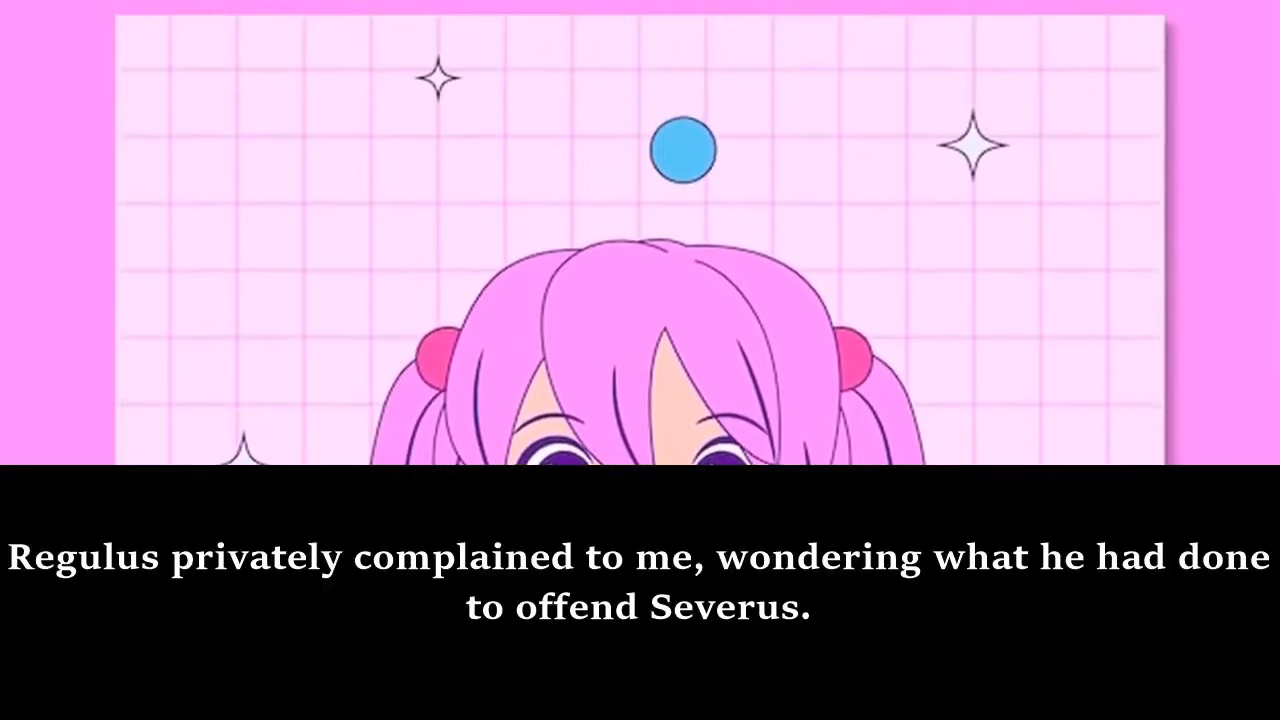 Regulus privately complained to me, wondering what he had done
to offend Severus.